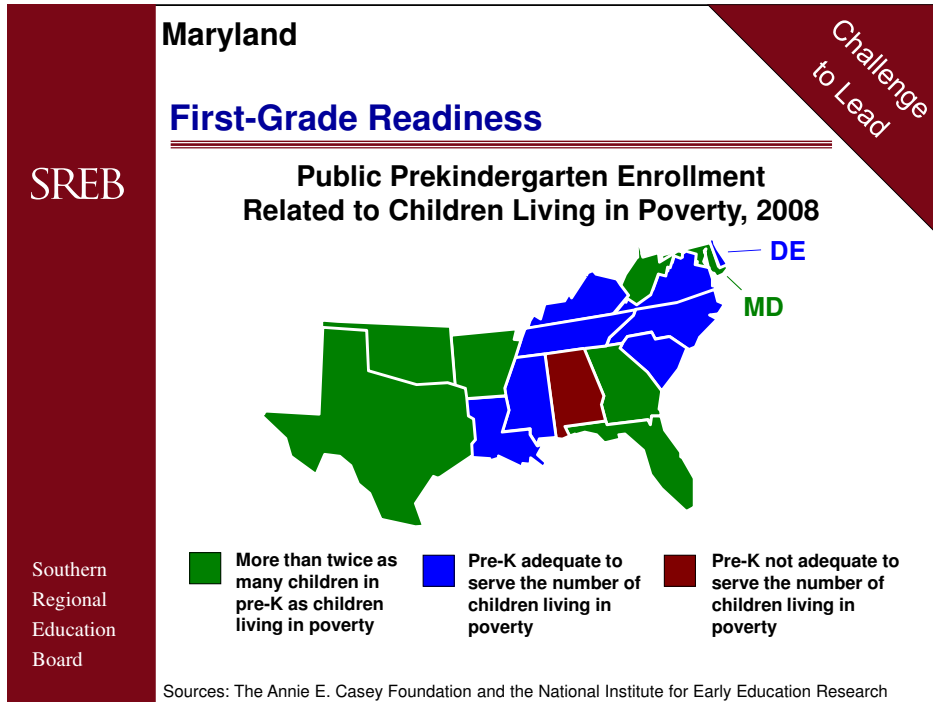 Maryland
Challenge
to Lead
First-Grade Readiness
SREB
Public Prekindergarten Enrollment
Related to Children Living in Poverty, 2008
DE
MD
More than twice as
many children in
pre-K as children
living in poverty
Pre-K adequate to
serve the number of
children living in
poverty
Pre-K not adequate to
serve the number of
children living in
poverty
Southern
Regional
Education
Board
Sources: The Annie E. Casey Foundation and the National Institute for Early Education Research